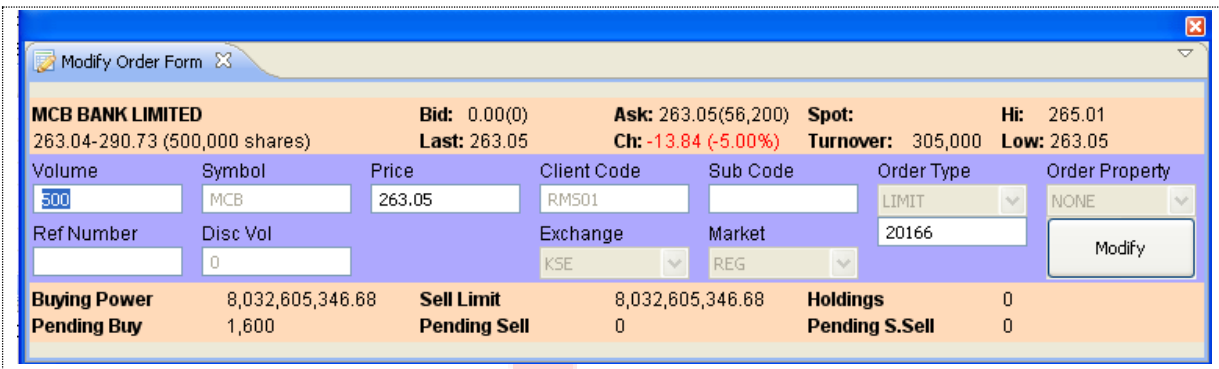 Modify Order Form
MCB BANK LIMITED Bid: 0.00(0) Ask: 263.05(56,200) Spot: Hi: 265.01
263.04-290.73 (500,000 shares) Last: 263.05 Ch: -13.84 (-5.00%) Turnover: 305,000 Low: 263.05
Volume Symbol Price Client Code Sub Code Order Type Order Property
500 MCB 263.05 RMS01 LIMIT NONE
Ref Number Disc Vol Exchange Market 20166 Modify
0 KSE REG
Buying Power 8,032,605,346.68 Sell Limit 8,032,605,346.68 Holdings 0
Pending Buy 1,600 Pending Sell 0 Pending S.Sell 0